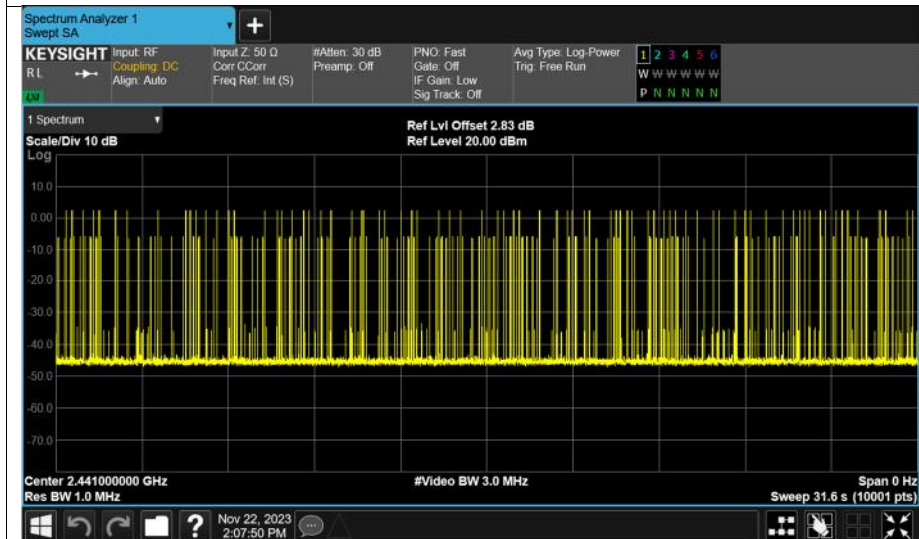 Spectrum Analyzer 1
Swept SA
+
KEYSIGHT
RL
Input: RF
Coupling: DC
Align: Auto
Input Z: 50 Ω
Corr CCorr
Freq Ref: Int (S)
#Atten: 30 dB
Preamp: Off
PNO: Fast
Gate: Off
IF Gain: Low
Sig Track: Off
Avg Type: Log-Power
Trig: Free Run
1 2 3 4 5 6
W W W W W W
P N N N N N
1 Spectrum
Scale/Div 10 dB
Ref Lvl Offset 2.83 dB
Ref Level 20.00 dBm
Log
10.0
0.00
-10.0
-20.0
-30.0
-40.0
-50.0
-60.0
-70.0
Center 2.441000000 GHz
#Video BW 3.0 MHz
Span 0 Hz
Res BW 1.0 MHz
Sweep 31.6 s (10001 pts)
?
Nov 22, 2023
2:07:50 PM